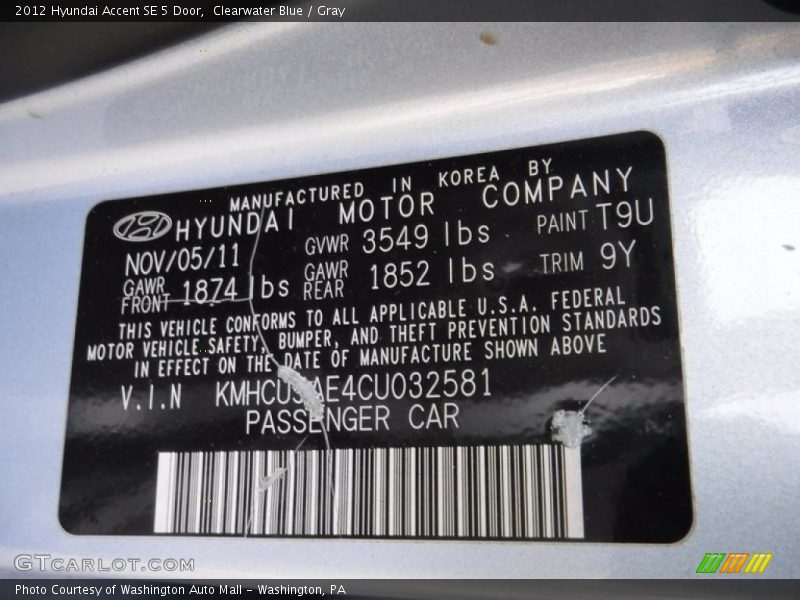 2012 Hyundai Accent SE 5 Door,  Clearwater Blue / Gray
MANUFACTURED IN KOREA BY
HYUNDAI MOTOR COMPANY
NOV/05/11 GVWR 3549 lbs PAINT T9U
GAWR FRONT 1874 lbs GAWR REAR 1852 lbs TRIM 9Y
THIS VEHICLE CONFORMS TO ALL APPLICABLE U.S.A. FEDERAL
MOTOR VEHICLE SAFETY, BUMPER, AND THEFT PREVENTION STANDARDS
IN EFFECT ON THE DATE OF MANUFACTURE SHOWN ABOVE
V.I.N
PASSENGER CAR
GTCARLOT.COM
Photo Courtesy of Washington Auto Mall - Washington, PA